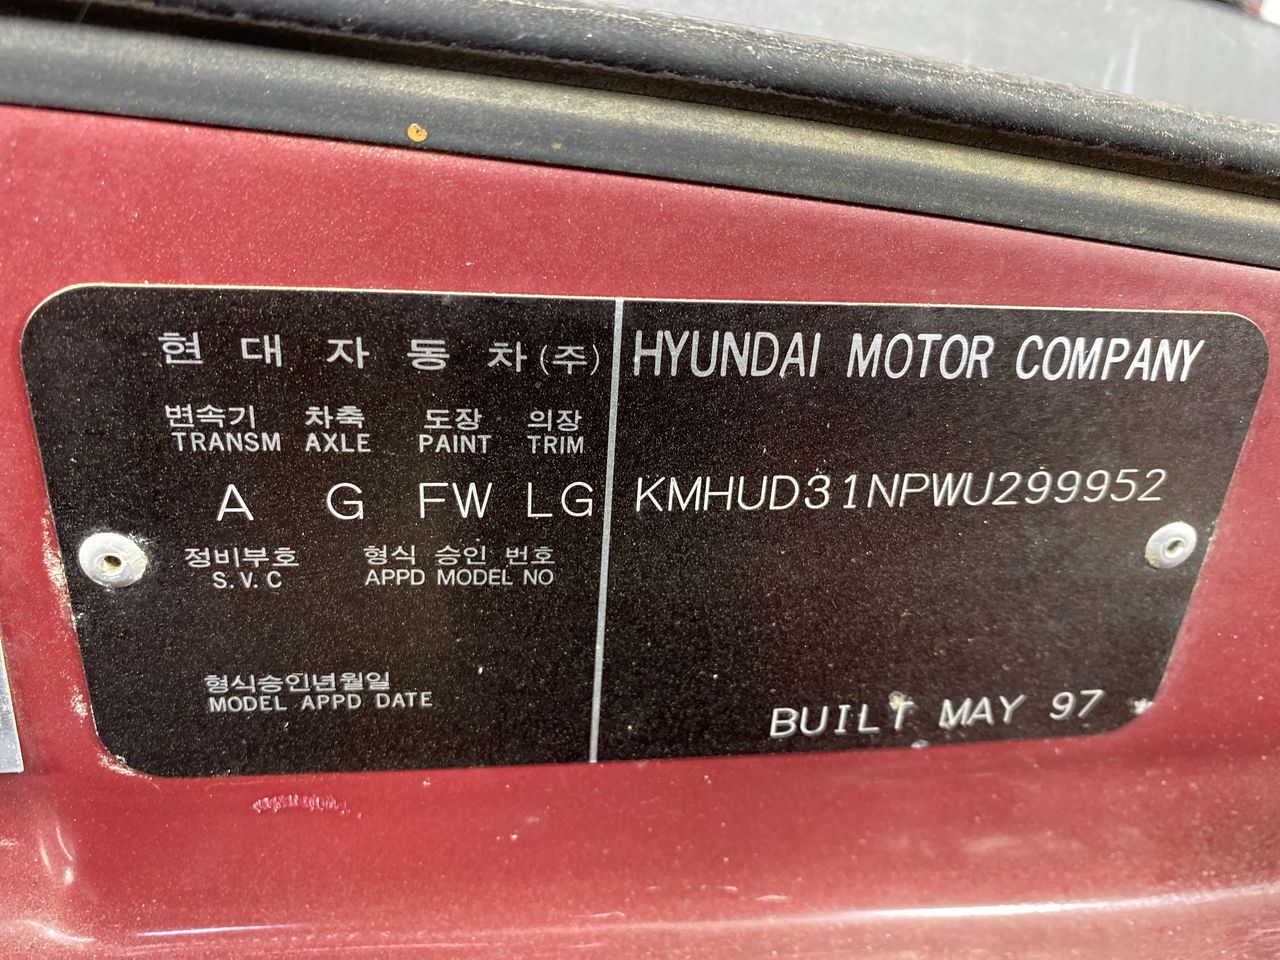 현 대 자 동 차 (주)
HYUNDAI MOTOR COMPANY
변속기 차축 도장 의장
TRANSM AXLE PAINT TRIM
A G FW LG
KMHUD31NPWU299952
정비부호 형식 승인 번호
S.V.C APPD MODEL NO
형식승인년월일
MODEL APPD DATE
BUILT MAY 97